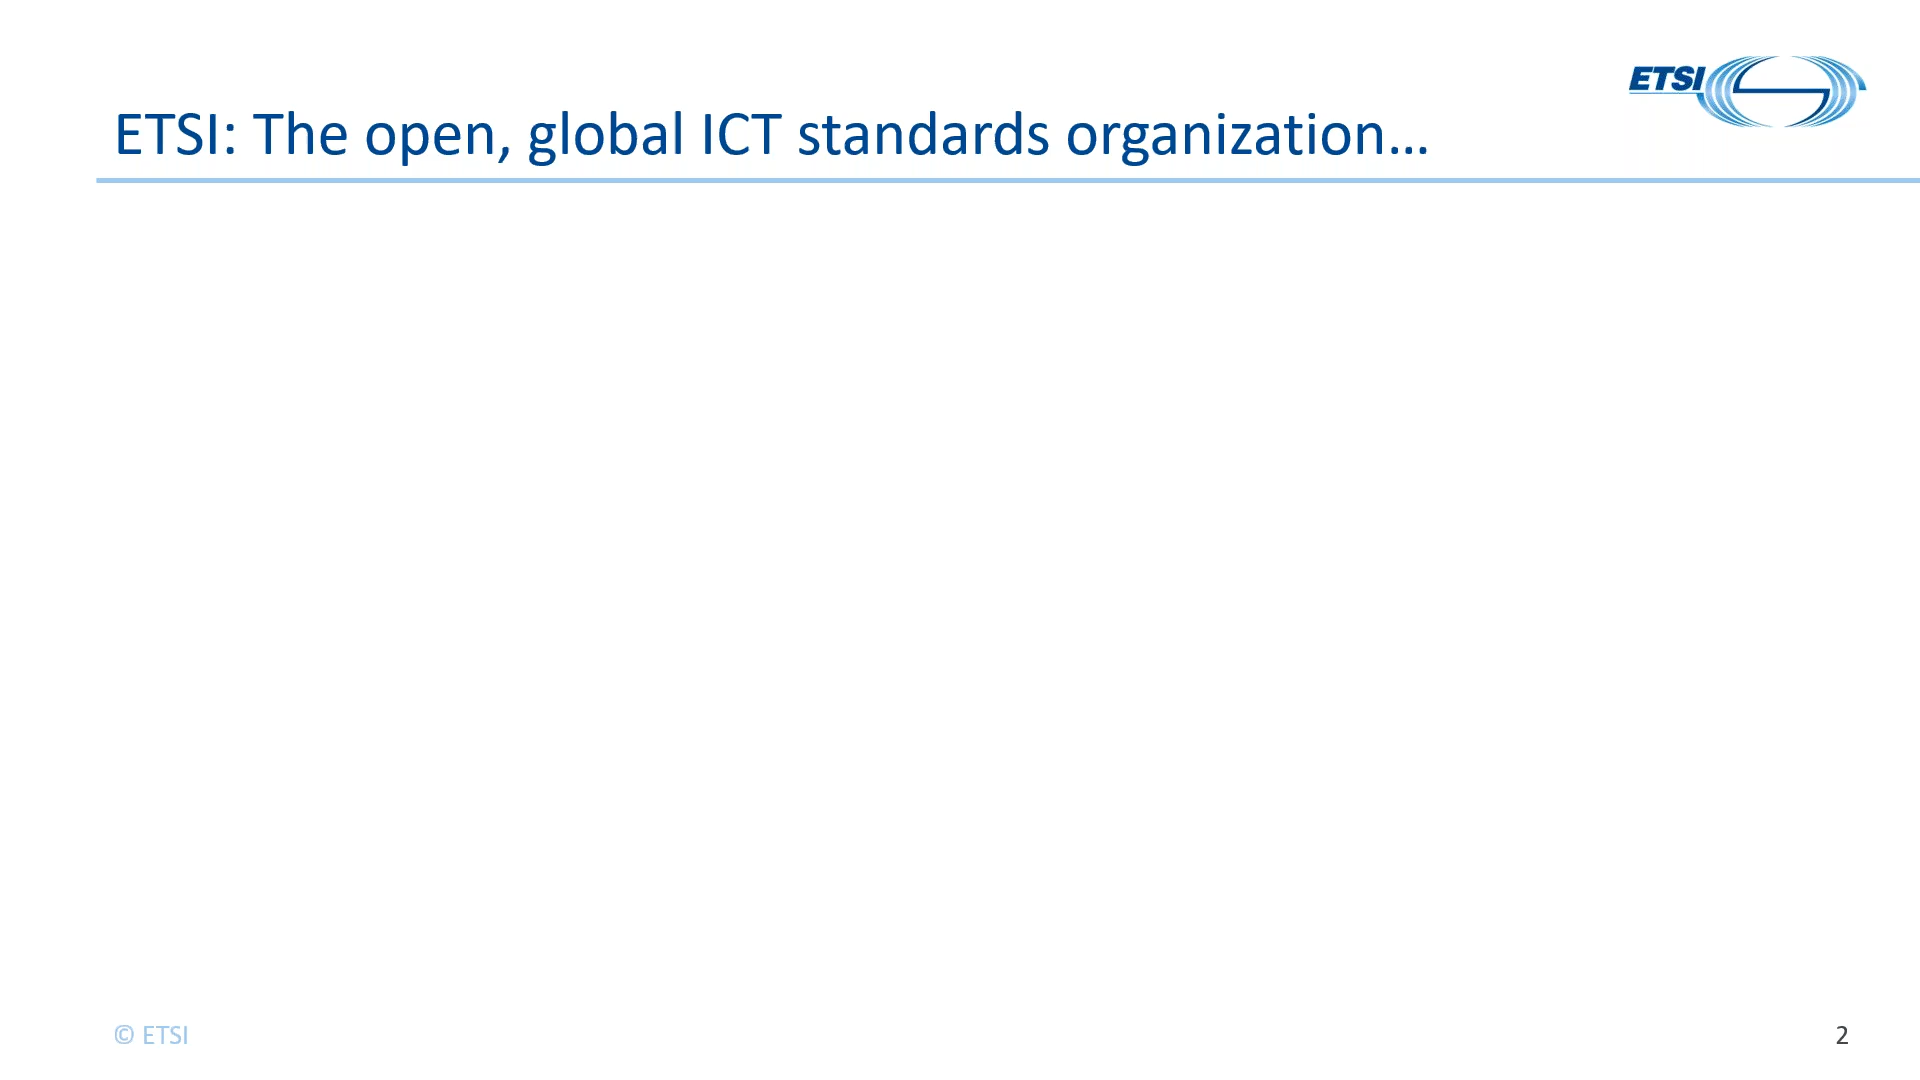 ETSI
ETSI: The open, global ICT standards organization...
© ETSI
2